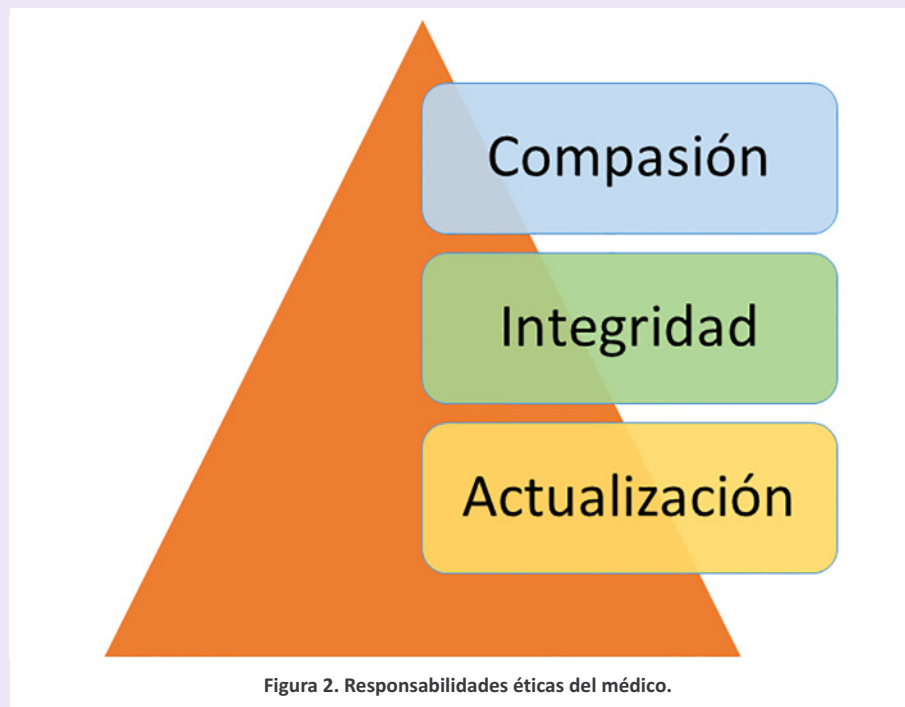 Compasión
Integridad
Actualización
Figura 2. Responsabilidades éticas del médico.